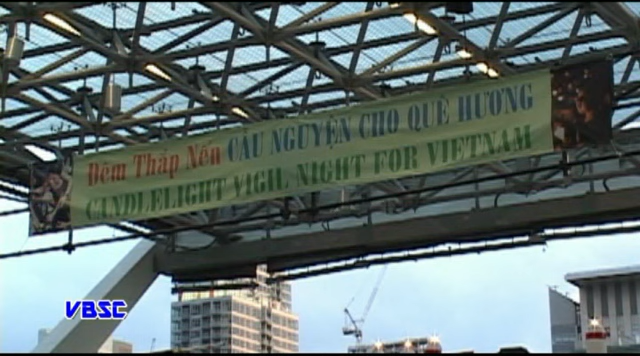 Đêm Thắp Nến CẦU NGUYỆN CHO QUÊ HƯƠNG
CANDLELIGHT VIGIL NIGHT FOR VIETNAM
VBSC